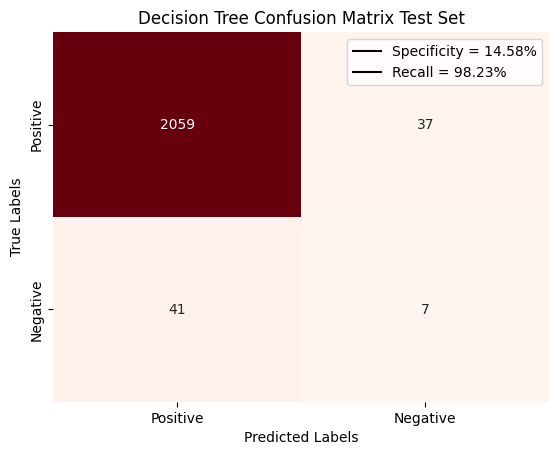 Decision Tree Confusion Matrix Test Set
Specificity = 14.58%
Recall = 98.23%
True Labels
Positive
2059
37
Negative
41
7
Positive
Negative
Predicted Labels